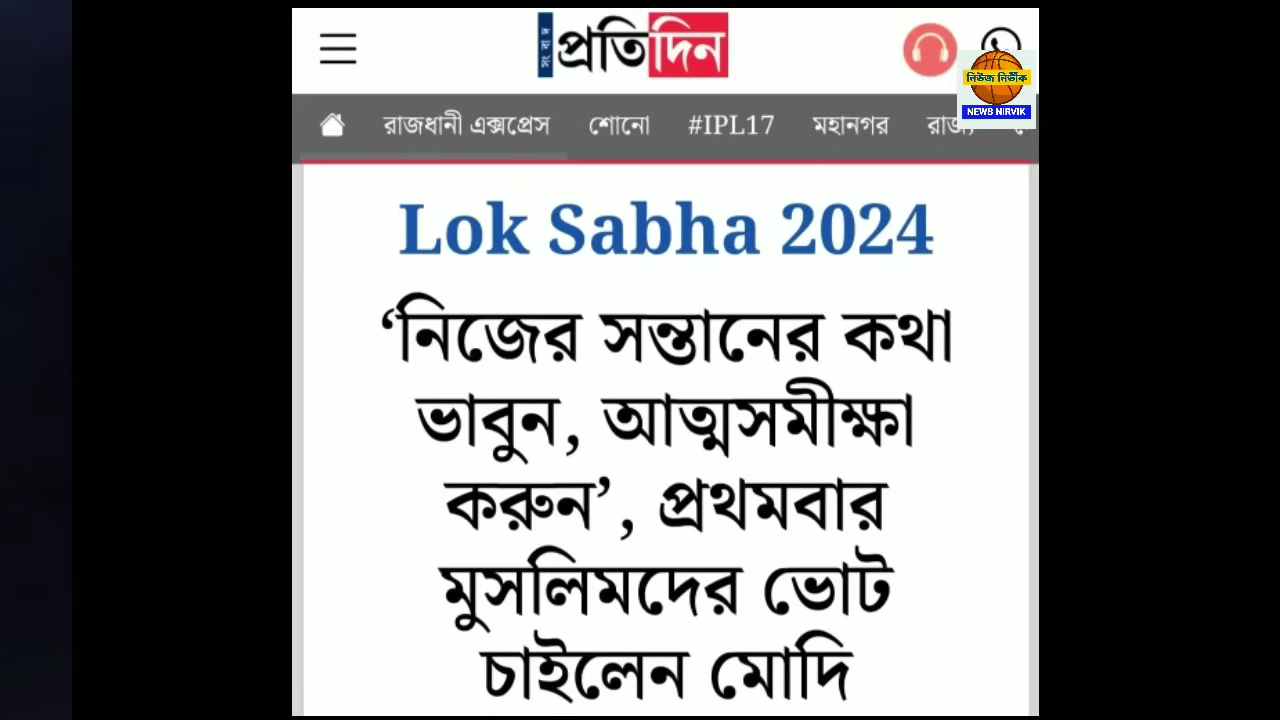 সংবাদ
প্রতিদিন
নিউজ নির্ভীক
NEWB NIRVIK
রাজধানী এক্সপ্রেস শোনো #IPL17 মহানগর রাজ্য
Lok Sabha 2024
‘নিজের সন্তানের কথা
ভাবুন, আত্মসমীক্ষা
করুন’, প্রথমবার
মুসলিমদের ভোট
চাইলেন মোদি